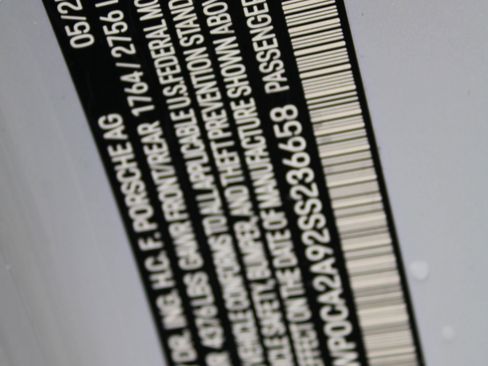 05/2
DR. ING. H.C. F. PORSCHE AG
4376 LBS GAWR FRONT/REAR 1764 / 2756 L
VEHICLE CONFORMS TO ALL APPLICABLE U.S. FEDERAL MO
SAFETY, BUMPER, AND THEFT PREVENTION STAND
EFFECT ON THE DATE OF MANUFACTURE SHOWN ABOV
WP0CA2A92SS236658 PASSENGER